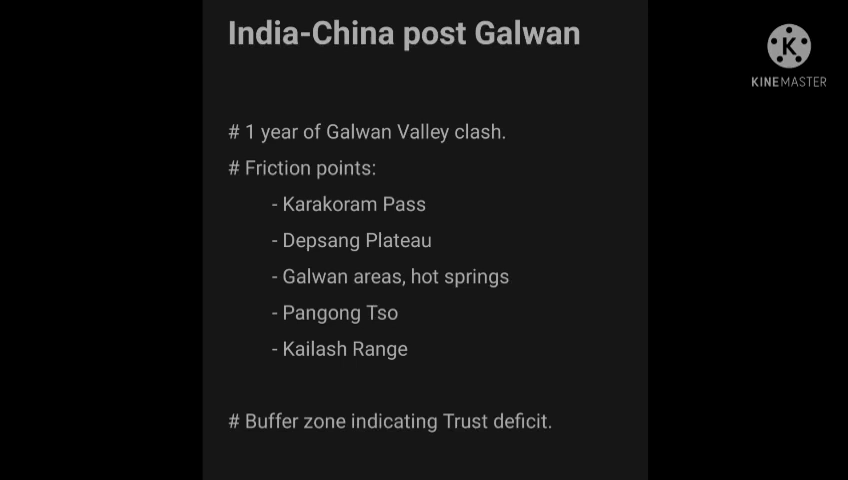 India-China post Galwan
K
KINEMASTER
# 1 year of Galwan Valley clash.
# Friction points:
- Karakoram Pass
- Depsang Plateau
- Galwan areas, hot springs
- Pangong Tso
- Kailash Range
# Buffer zone indicating Trust deficit.